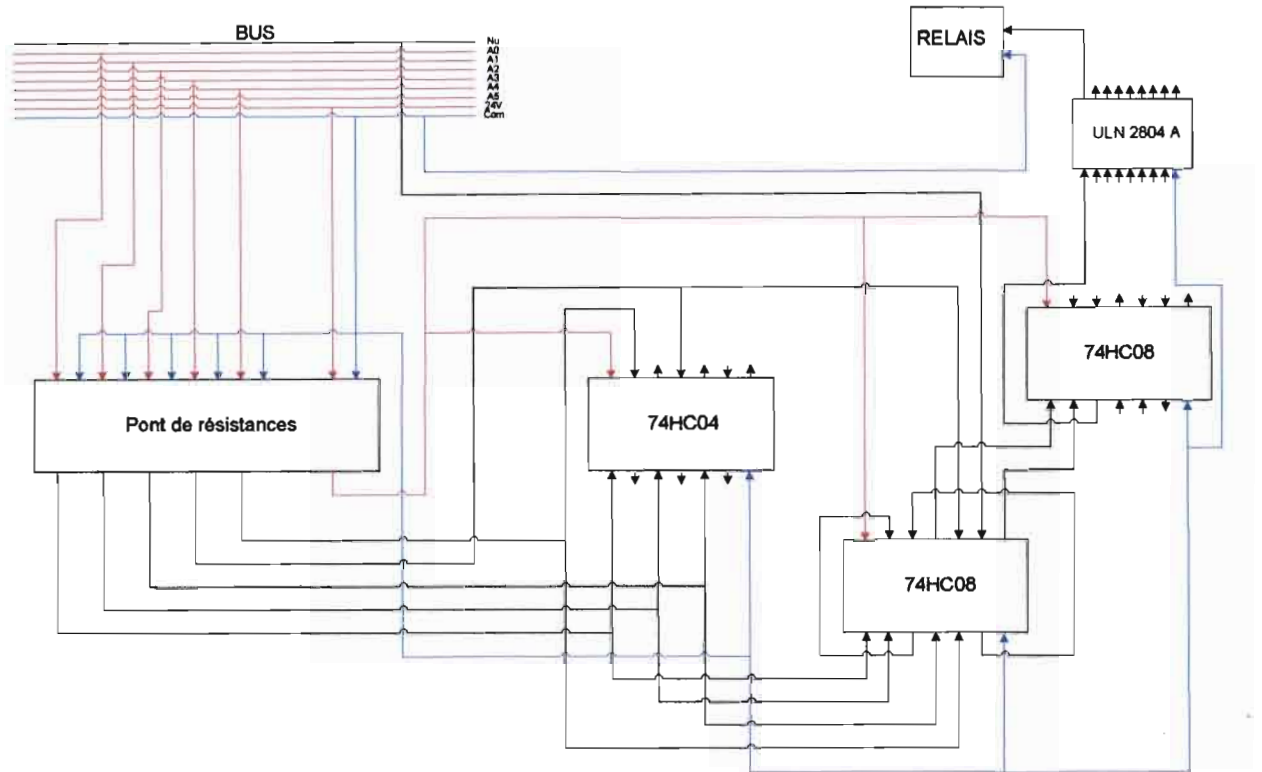 BUS
Nu
A0
A1
A2
A3
A4
A5
24V
Com
RELAIS
ULN 2804 A
74HC08
Pont de résistances
74HC04
74HC08